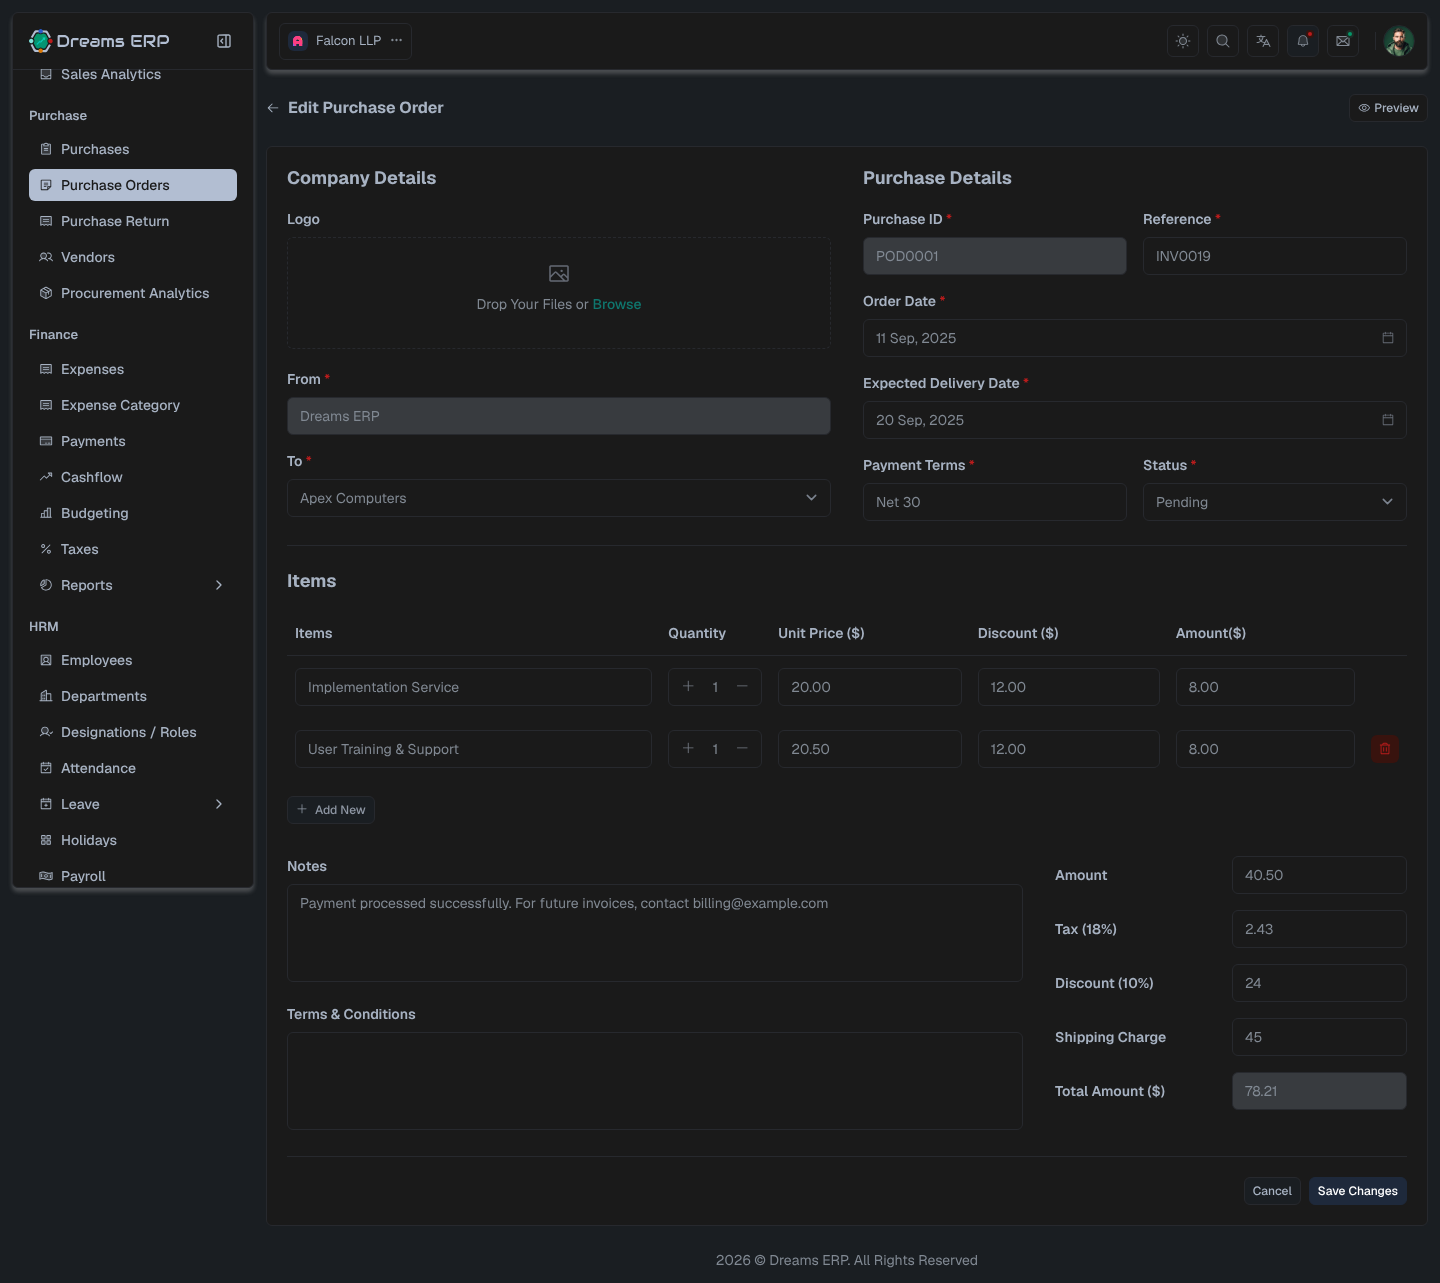 Dreams ERP
Sales Analytics
Purchase
Purchases
Purchase Orders
Purchase Return
Vendors
Procurement Analytics
Finance
Expenses
Expense Category
Payments
Cashflow
Budgeting
Taxes
Reports
HRM
Employees
Departments
Designations / Roles
Attendance
Leave
Holidays
Payroll
Falcon LLP
Edit Purchase Order
Preview
Company Details
Logo
Drop Your Files or Browse
From *
Dreams ERP
To *
Apex Computers
Purchase Details
Purchase ID * Reference *
POD0001 INV0019
Order Date *
11 Sep, 2025
Expected Delivery Date *
20 Sep, 2025
Payment Terms * Status *
Net 30 Pending
Items
Items Quantity Unit Price ($) Discount ($) Amount($)
Implementation Service 1 20.00 12.00 8.00
User Training & Support 1 20.50 12.00 8.00
Add New
Notes
Payment processed successfully. For future invoices, contact billing@example.com
Terms & Conditions
Amount 40.50
Tax (18%) 2.43
Discount (10%) 24
Shipping Charge 45
Total Amount ($) 78.21
Cancel Save Changes
2026 © Dreams ERP. All Rights Reserved